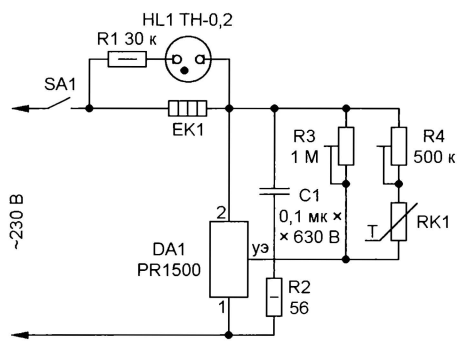 HL1 ТН-0,2
R1 30 к
SA1
EK1
R3
1 М
R4
500 к
C1
0,1 мк ×
× 630 В
RK1
T
~230 В
2
DA1
PR1500
уэ
1
R2
56